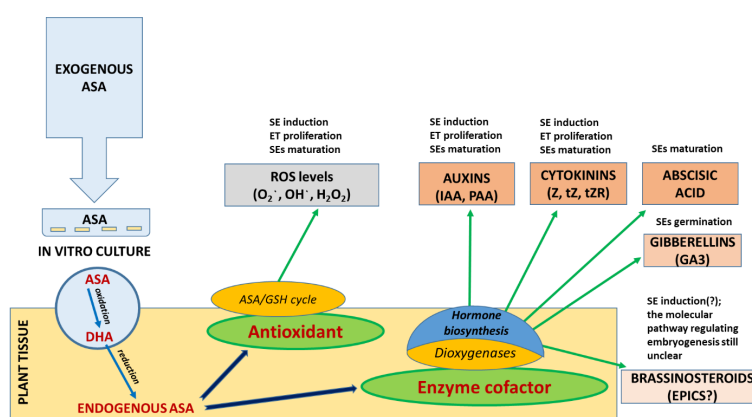 EXOGENOUS
ASA
ASA
IN VITRO CULTURE
ASA
oxidation
DHA
reduction
ENDOGENOUS ASA
PLANT TISSUE
SE induction
ET proliferation
SEs maturation
ROS levels
(O₂˙, OH˙, H₂O₂)
ASA/GSH cycle
Antioxidant
SE induction
ET proliferation
SEs maturation
AUXINS
(IAA, PAA)
SE induction
ET proliferation
SEs maturation
CYTOKININS
(Z, tZ, tZR)
SEs maturation
ABSCISIC
ACID
SEs germination
GIBBERELLINS
(GA3)
SE induction(?);
the molecular
pathway regulating
embryogenesis still
unclear
BRASSINOSTEROIDS
(EPICS?)
Hormone
biosynthesis
Dioxygenases
Enzyme cofactor